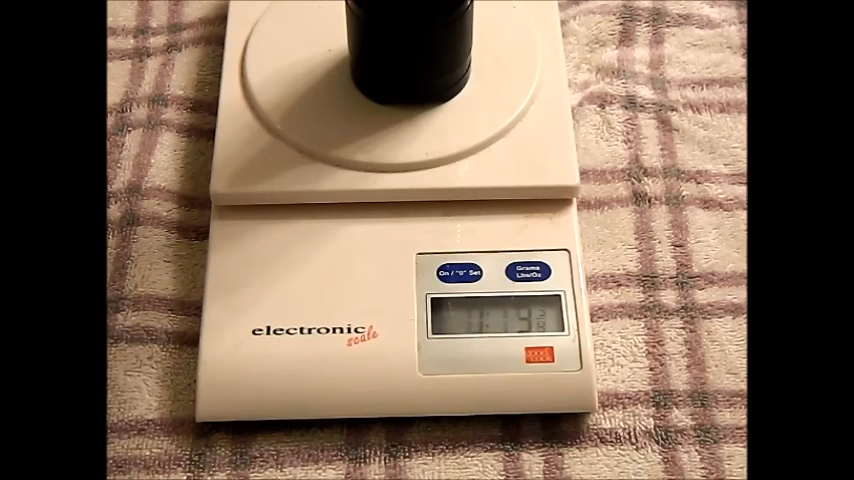 On / "0" Set
Grams
Lbs/Oz
electronic
scale